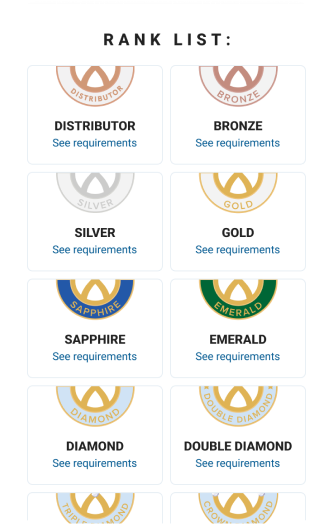 RANK LIST:
DISTRIBUTOR
DISTRIBUTOR
See requirements
BRONZE
BRONZE
See requirements
SILVER
SILVER
See requirements
GOLD
GOLD
See requirements
SAPPHIRE
SAPPHIRE
See requirements
EMERALD
EMERALD
See requirements
DIAMOND
DIAMOND
See requirements
DOUBLE DIAMOND
DOUBLE DIAMOND
See requirements
TRIPLE DIAMOND
CROWN DIAMOND